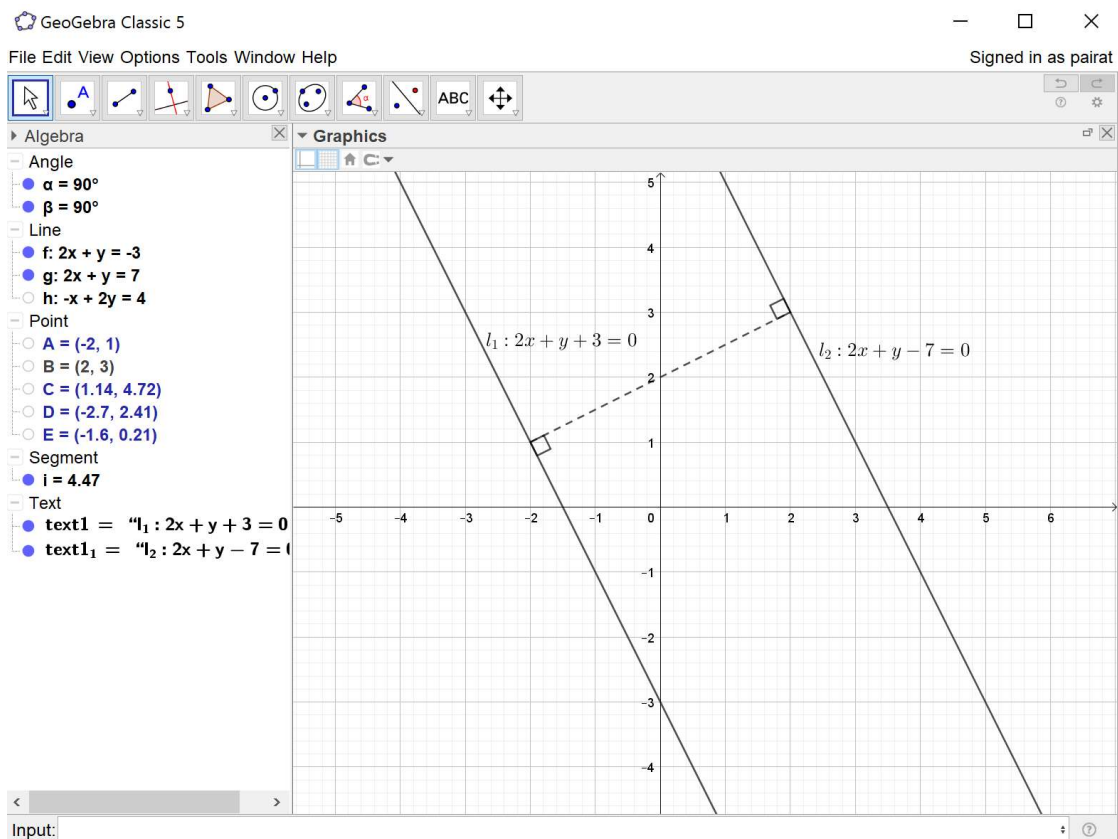 GeoGebra Classic 5
File Edit View Options Tools Window Help
Signed in as pairat
A
α
ABC
Algebra
Graphics
Angle
α = 90°
β = 90°
Line
f: 2x + y = -3
g: 2x + y = 7
h: -x + 2y = 4
Point
A = (-2, 1)
B = (2, 3)
C = (1.14, 4.72)
D = (-2.7, 2.41)
E = (-1.6, 0.21)
Segment
i = 4.47
Text
text1 = “l₁ : 2x + y + 3 = 0
text1₁ = “l₂ : 2x + y − 7 = 
5
4
3
2
1
−5 −4 −3 −2 −1 0 1 2 3 4 5 6
−1
−2
−3
−4
l₁ : 2x + y + 3 = 0
l₂ : 2x + y − 7 = 0
Input: